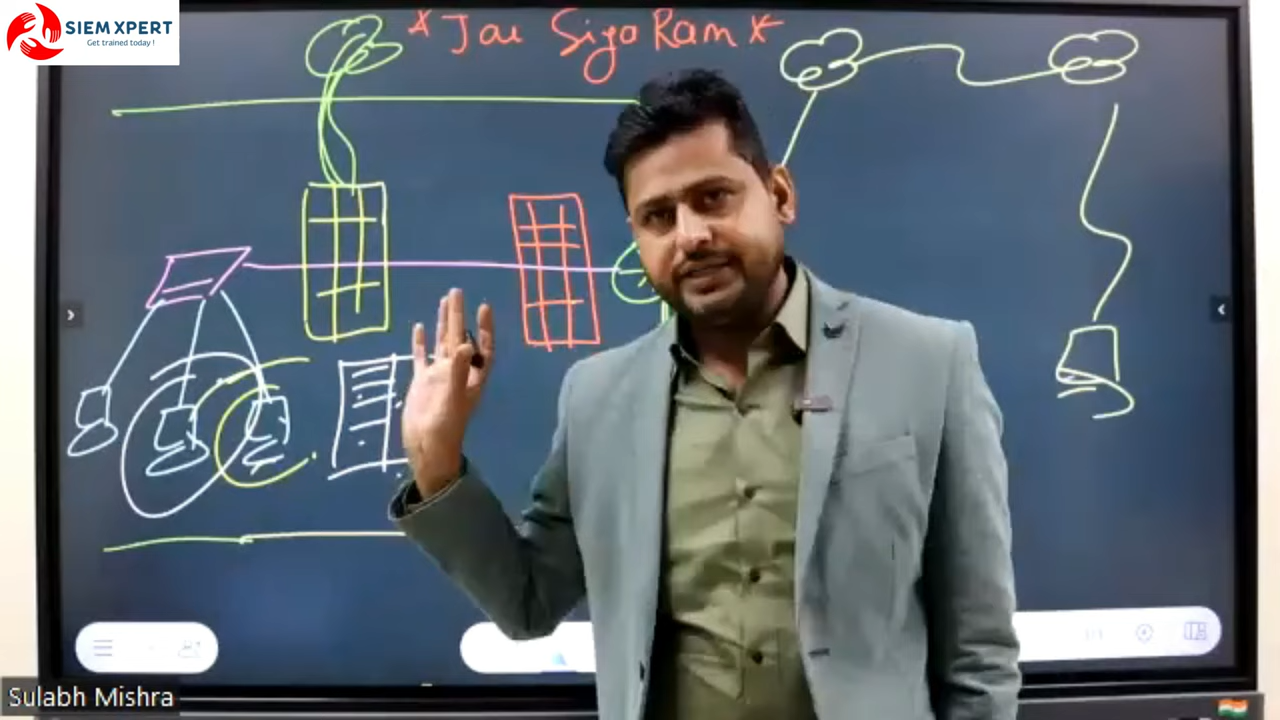 SIEM XPERT
Get trained today !
* Jai Siya Ram *
Sulabh Mishra